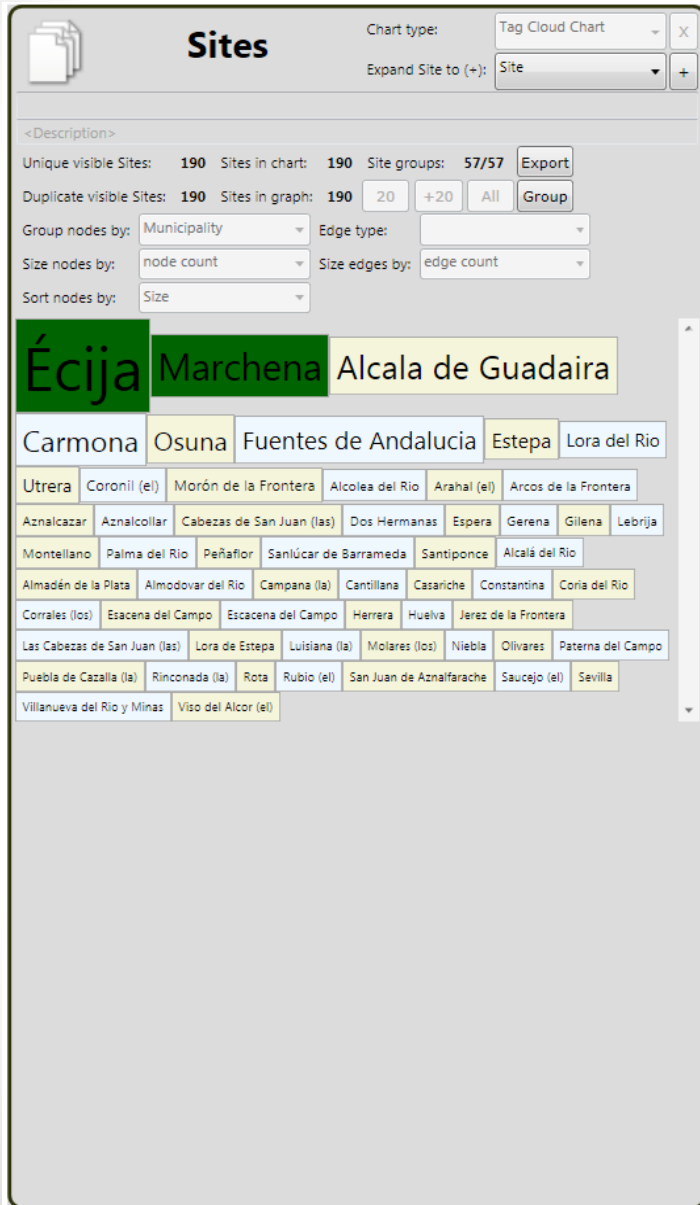 Sites Chart type: Tag Cloud Chart X
Expand Site to (+): Site +
<Description>
Unique visible Sites: 190 Sites in chart: 190 Site groups: 57/57 Export
Duplicate visible Sites: 190 Sites in graph: 190 20 +20 All Group
Group nodes by: Municipality Edge type:
Size nodes by: node count Size edges by: edge count
Sort nodes by: Size
Écija Marchena Alcala de Guadaira
Carmona Osuna Fuentes de Andalucia Estepa Lora del Rio
Utrera Coronil (el) Morón de la Frontera Alcolea del Rio Arahal (el) Arcos de la Frontera
Aznalcazar Aznalcollar Cabezas de San Juan (las) Dos Hermanas Espera Gerena Gilena Lebrija
Montellano Palma del Rio Peñaflor Sanlúcar de Barrameda Santiponce Alcalá del Rio
Almadén de la Plata Almodovar del Rio Campana (la) Cantillana Casariche Constantina Coria del Rio
Corrales (los) Esacena del Campo Escacena del Campo Herrera Huelva Jerez de la Frontera
Las Cabezas de San Juan (las) Lora de Estepa Luisiana (la) Molares (los) Niebla Olivares Paterna del Campo
Puebla de Cazalla (la) Rinconada (la) Rota Rubio (el) San Juan de Aznalfarache Saucejo (el) Sevilla
Villanueva del Rio y Minas Viso del Alcor (el)